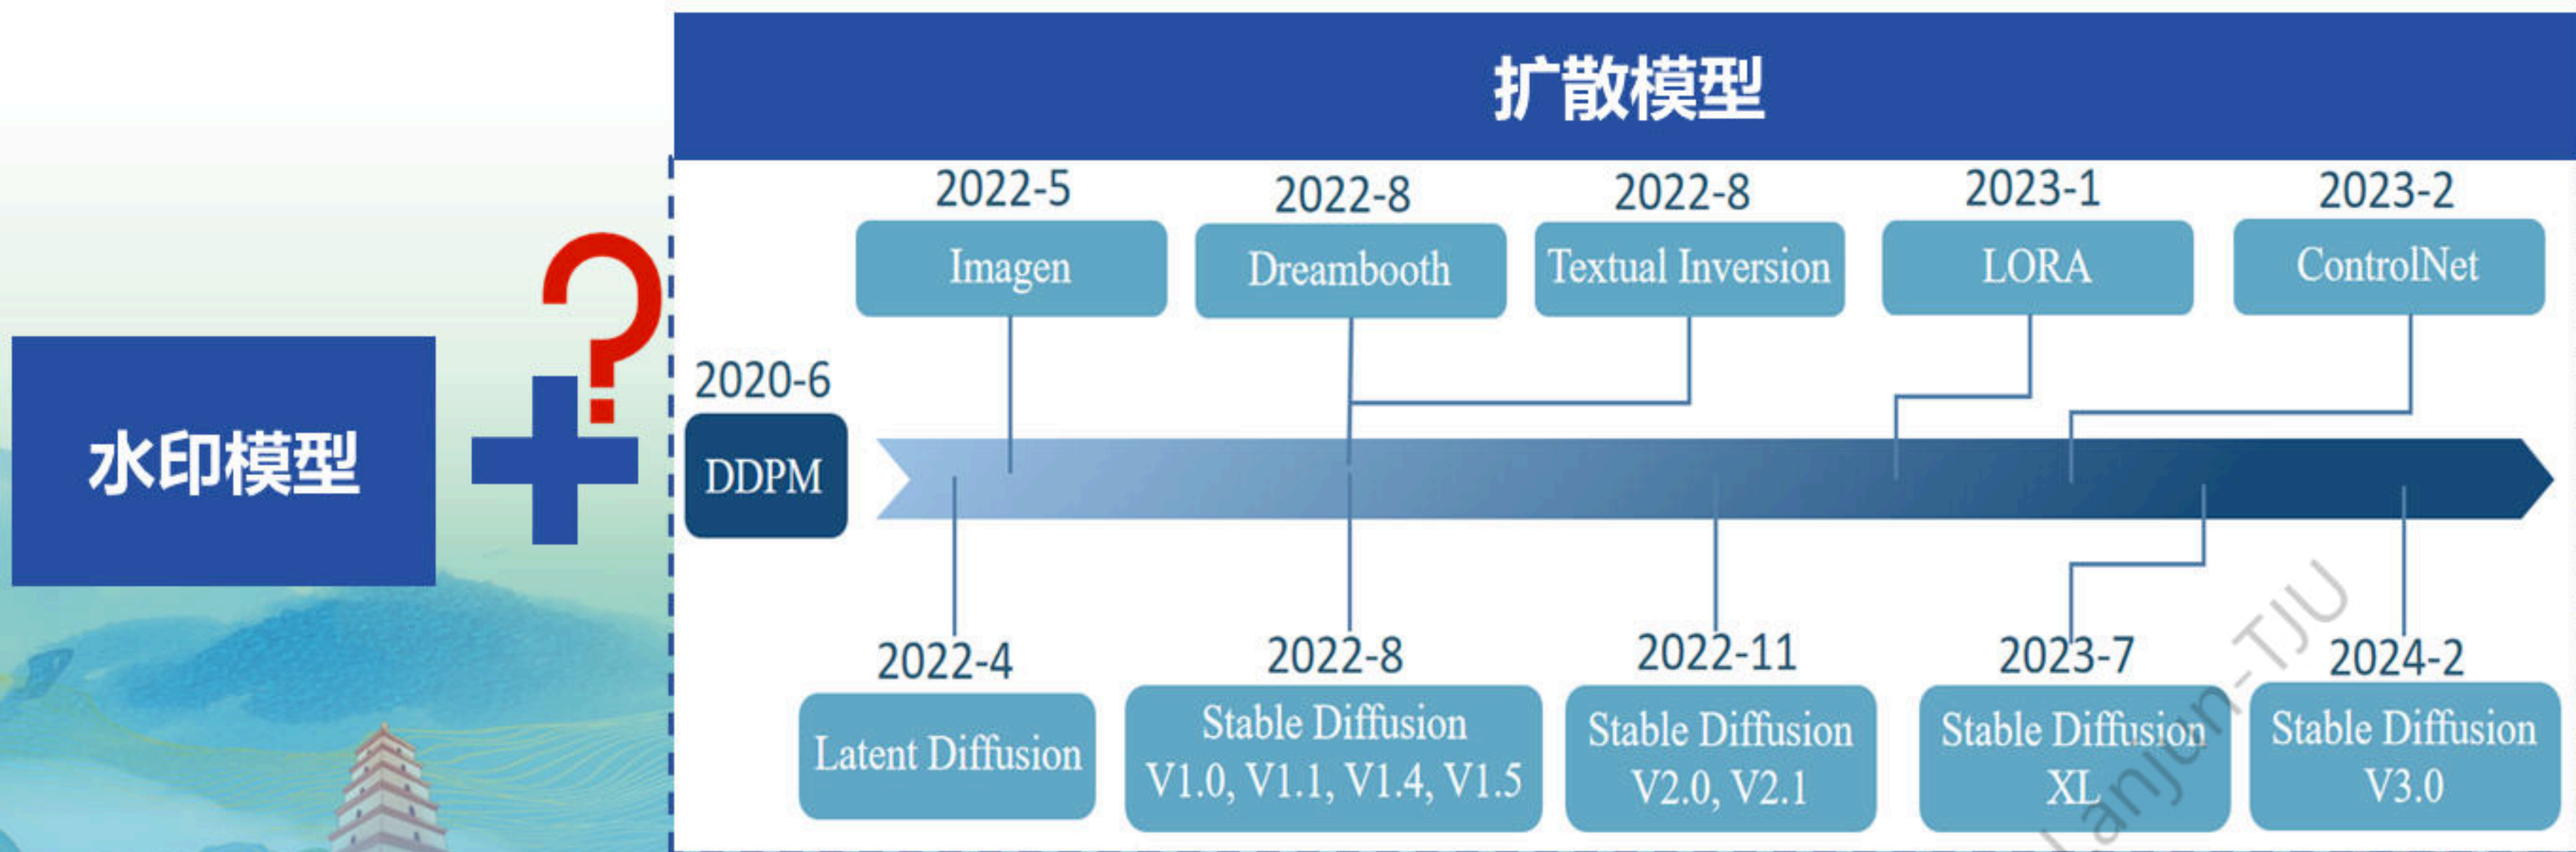 扩散模型
2022-5
Imagen
2022-8
Dreambooth
2022-8
Textual Inversion
2023-1
LORA
2023-2
ControlNet
水印模型
2020-6
DDPM
2022-4
Latent Diffusion
2022-8
Stable Diffusion
V1.0, V1.1, V1.4, V1.5
2022-11
Stable Diffusion
V2.0, V2.1
2023-7
Stable Diffusion
XL
2024-2
Stable Diffusion
V3.0
Lanjun-TJU